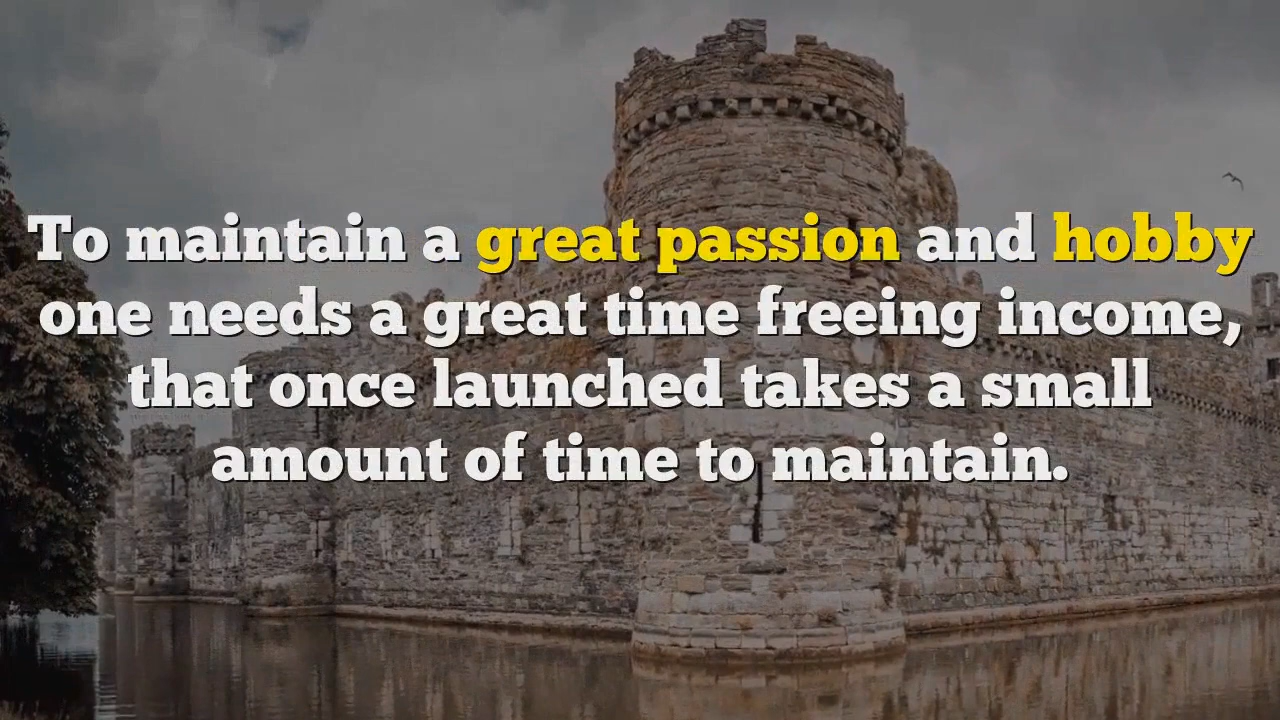 To maintain a great passion and hobby
one needs a great time freeing income,
that once launched takes a small
amount of time to maintain.